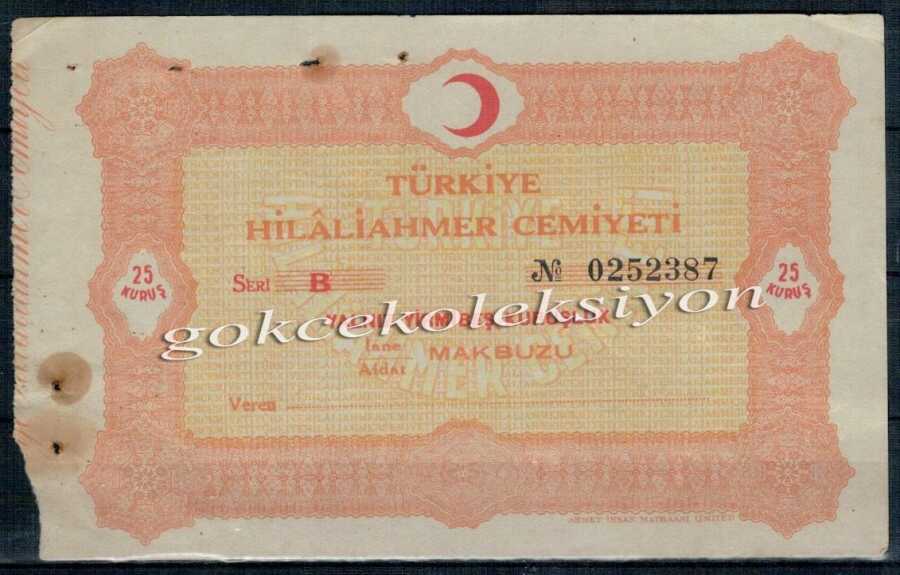 TÜRKİYE
HİLÂLİAHMER CEMİYETİ
SERİ B № 0252387
25 KURUŞ
25 KURUŞ
gokcekoleksiyon
İane
Aidat
MAKBUZU
Veren
AHMET İHSAN MATBAASI LİMİTED